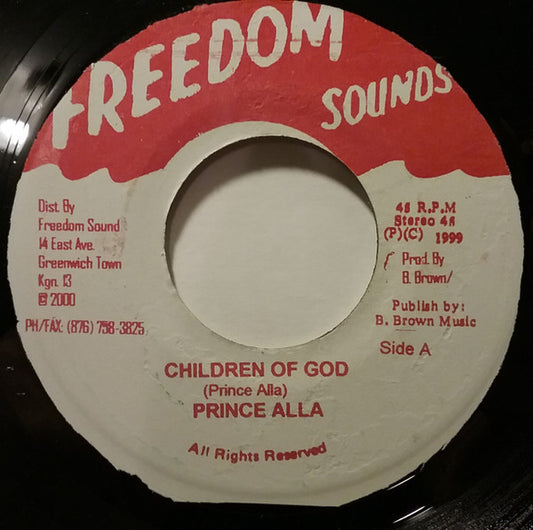 FREEDOM
SOUNDS
Dist. By
Freedom Sound
14 East Ave.
Greenwich Town
Kgn. 13
© 2000
PH/FAX: (876) 798-3825
45 R.P.M
Stereo 45
(P)(C) 1999
Prod. By
B. Brown/
Publish by:
B. Brown Music
Side A
CHILDREN OF GOD
(Prince Alla)
PRINCE ALLA
All Rights Reserved